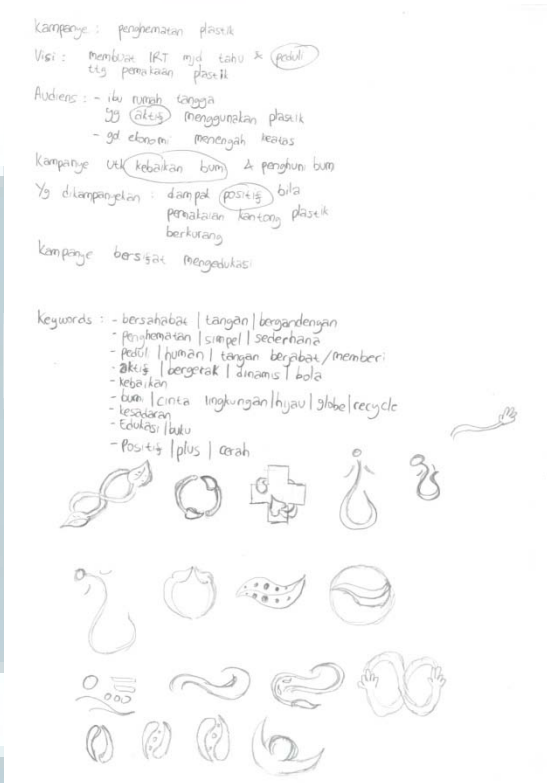 Kampanye : penghematan plastik
Visi : membuat IRT mjd tahu & peduli
ttg pemakaian plastik
Audiens : - ibu rumah tangga
yg aktif menggunakan plastik
- gd ekonomi menengah keatas
Kampanye utk kebaikan bumi & penghuni bumi
Yg dikampanyekan : dampak positif bila
pemakaian kantong plastik
berkurang
Kampanye bersifat mengedukasi
Keywords : - bersahabat | tangan | bergandengan
- penghematan | simpel | sederhana
- peduli | human | tangan berjabat/memberi
- aktif | bergerak | dinamis | bola
- kebaikan
- bumi | cinta lingkungan | hijau | globe | recycle
- kesadaran
- Edukasi | buku
- Positif | plus | cerah